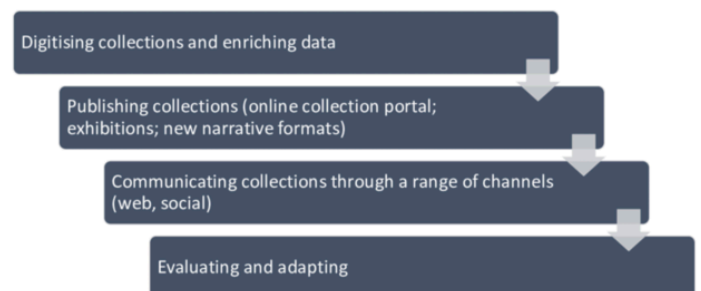 Digitising collections and enriching data
Publishing collections (online collection portal;
exhibitions; new narrative formats)
Communicating collections through a range of channels
(web, social)
Evaluating and adapting